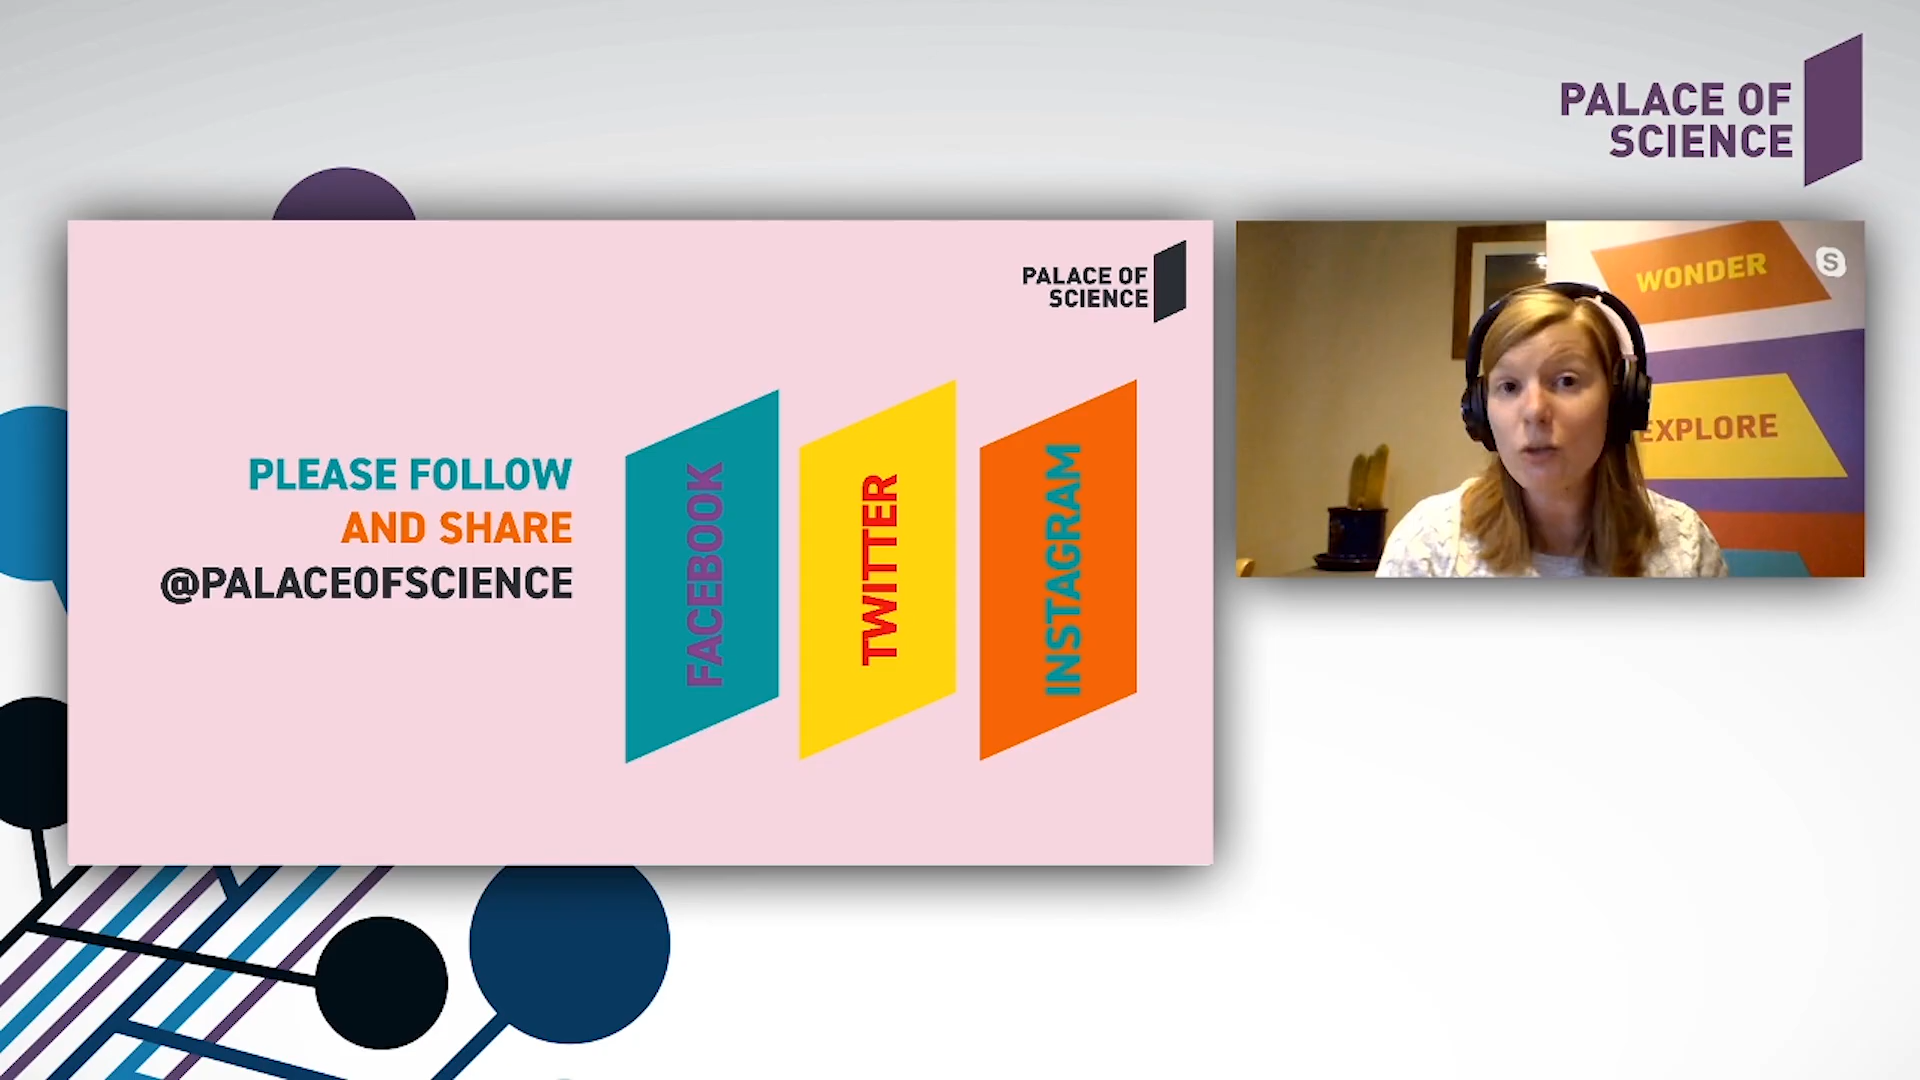 PALACE OF
SCIENCE
PALACE OF
SCIENCE
PLEASE FOLLOW
AND SHARE
@PALACEOFSCIENCE
FACEBOOK
TWITTER
INSTAGRAM
WONDER
S
EXPLORE